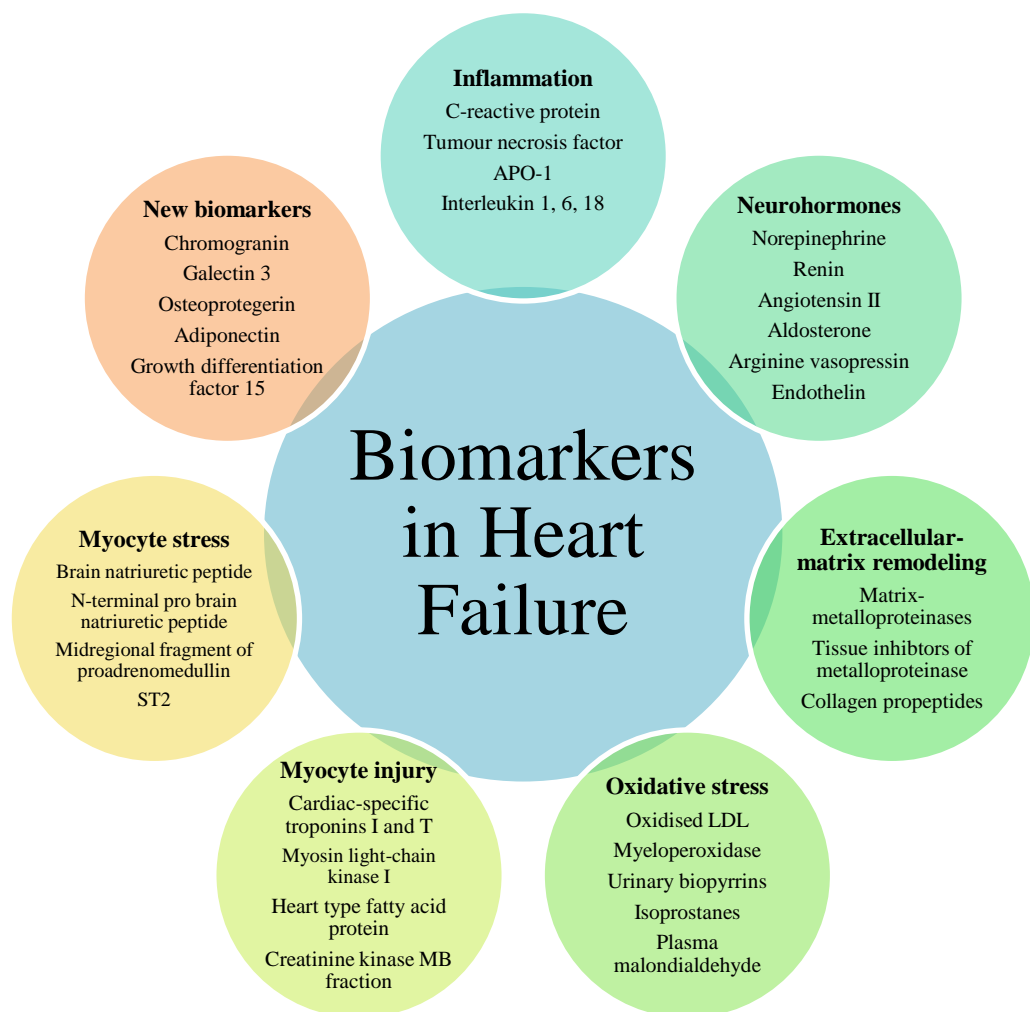 Biomarkers
in Heart
Failure
Inflammation
C-reactive protein
Tumour necrosis factor
APO-1
Interleukin 1, 6, 18
Neurohormones
Norepinephrine
Renin
Angiotensin II
Aldosterone
Arginine vasopressin
Endothelin
Extracellular-
matrix remodeling
Matrix-
metalloproteinases
Tissue inhibtors of
metalloproteinase
Collagen propeptides
Oxidative stress
Oxidised LDL
Myeloperoxidase
Urinary biopyrrins
Isoprostanes
Plasma
malondialdehyde
Myocyte injury
Cardiac-specific
troponins I and T
Myosin light-chain
kinase I
Heart type fatty acid
protein
Creatinine kinase MB
fraction
Myocyte stress
Brain natriuretic peptide
N-terminal pro brain
natriuretic peptide
Midregional fragment of
proadrenomedullin
ST2
New biomarkers
Chromogranin
Galectin 3
Osteoprotegerin
Adiponectin
Growth differentiation
factor 15